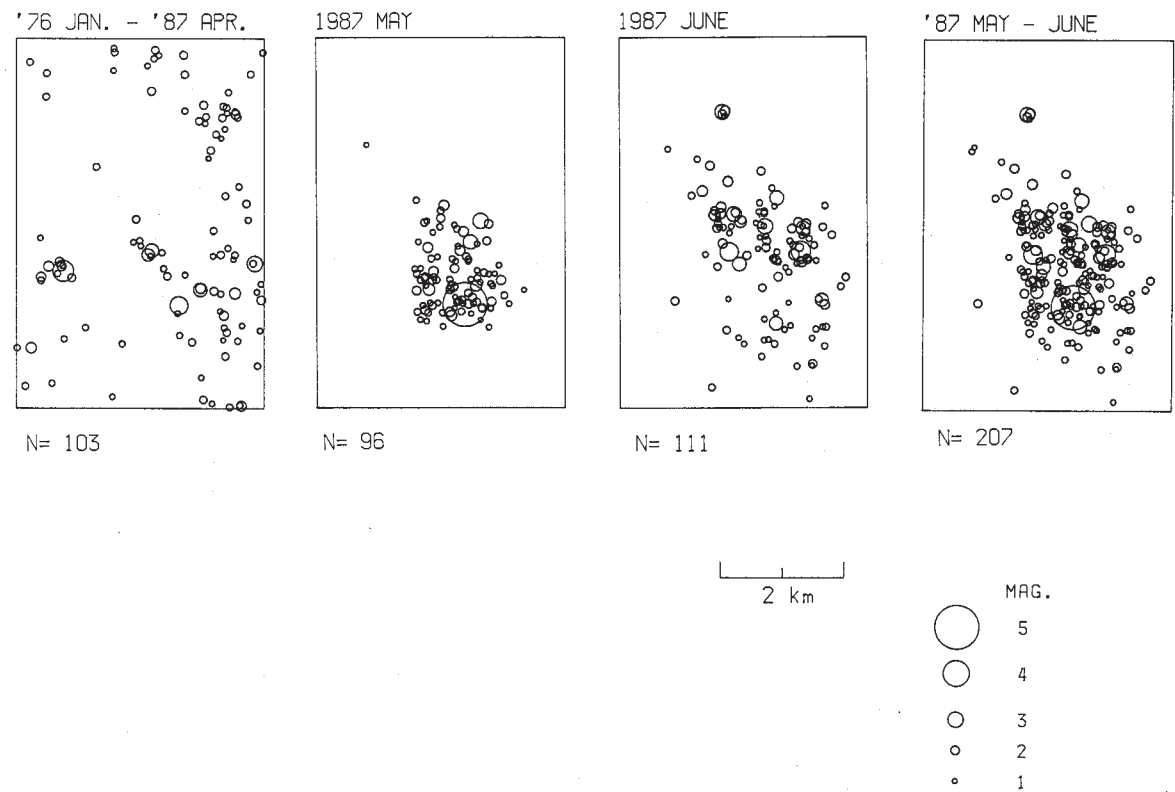 '76 JAN. - '87 APR.
1987 MAY
1987 JUNE
'87 MAY - JUNE
N= 103
N= 96
N= 111
N= 207
2 km
MAG.
5
4
3
2
1